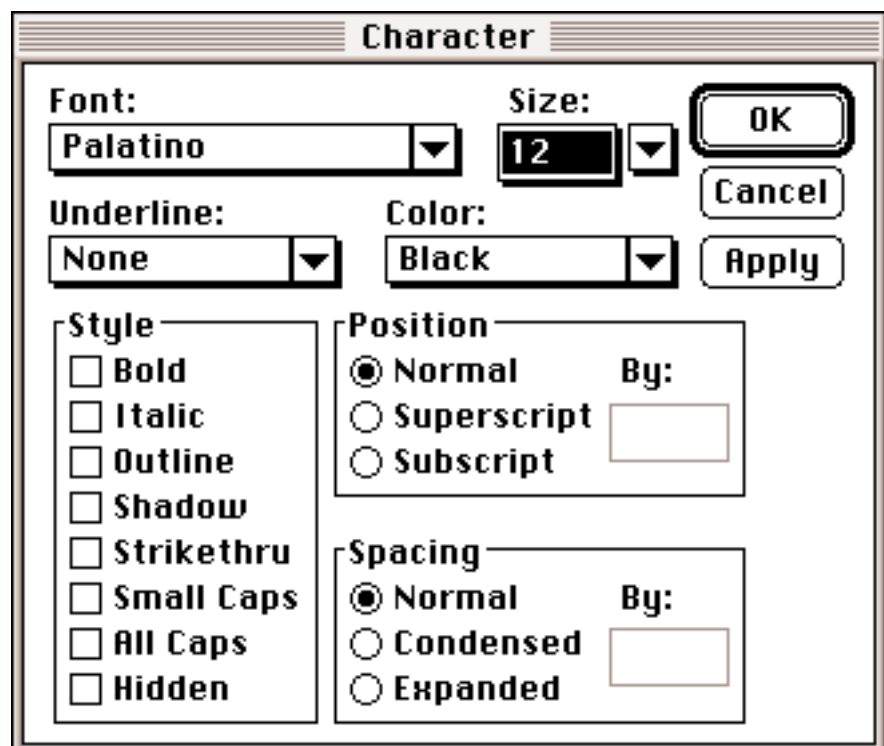 Character
Font:
Size:
Palatino
12
OK
Cancel
Underline:
Color:
None
Black
Apply
Style
Bold
Italic
Outline
Shadow
Strikethru
Small Caps
All Caps
Hidden
Position
Normal
By:
Superscript
Subscript
Spacing
Normal
By:
Condensed
Expanded